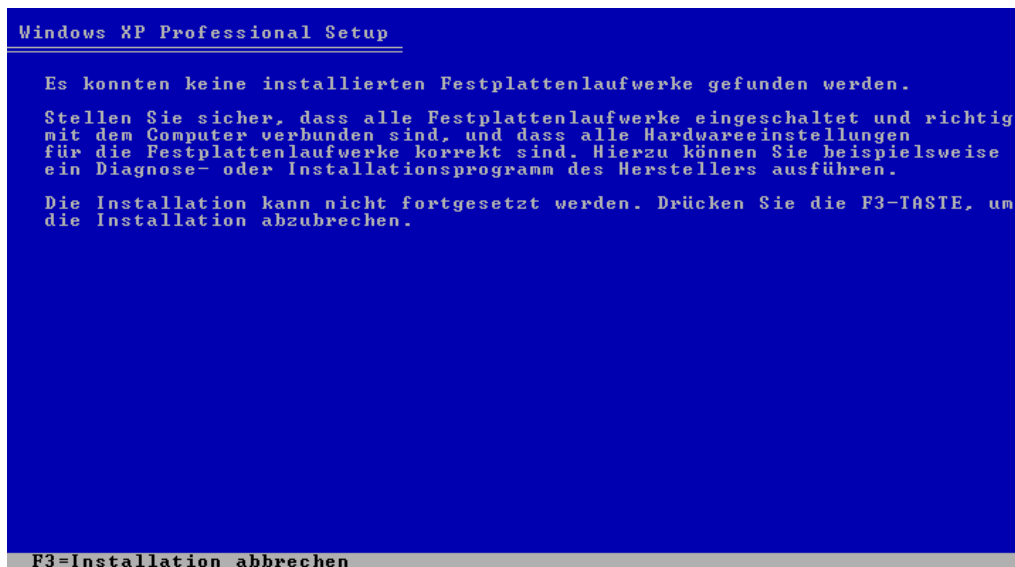 Windows XP Professional Setup
Es konnten keine installierten Festplattenlaufwerke gefunden werden.
Stellen Sie sicher, dass alle Festplattenlaufwerke eingeschaltet und richtig
mit dem Computer verbunden sind, und dass alle Hardwareeinstellungen
für die Festplattenlaufwerke korrekt sind. Hierzu können Sie beispielsweise
ein Diagnose- oder Installationsprogramm des Herstellers ausführen.
Die Installation kann nicht fortgesetzt werden. Drücken Sie die F3-TASTE, um
die Installation abzubrechen.
F3=Installation abbrechen